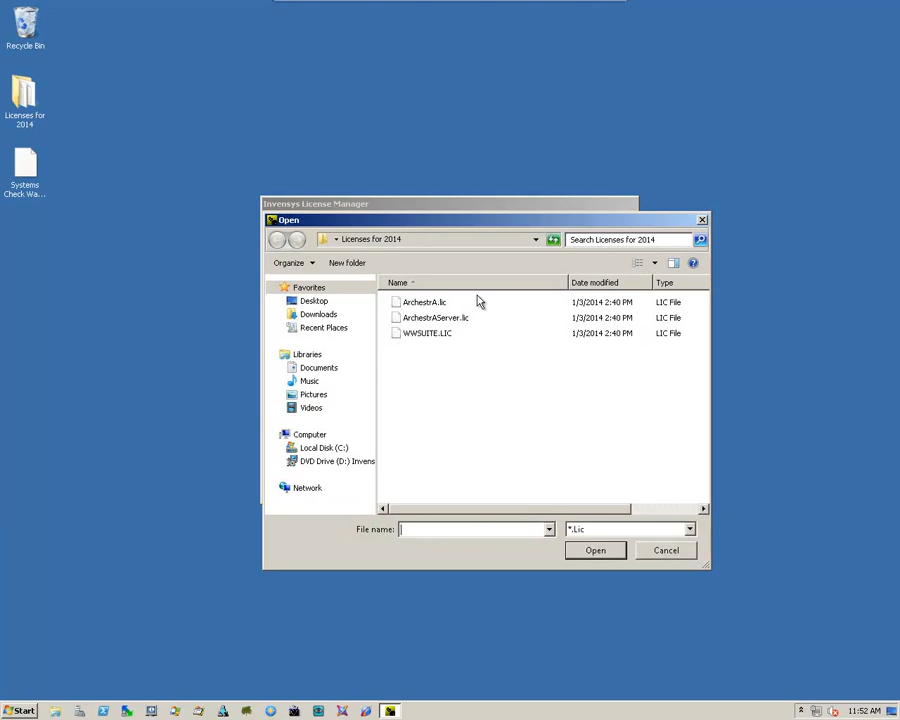 Recycle Bin
Licenses for
2014
Systems
Check Wa...
Invensys License Manager
Open
Licenses for 2014
Search Licenses for 2014
Organize
New folder
Favorites
Desktop
Downloads
Recent Places
Libraries
Documents
Music
Pictures
Videos
Computer
Local Disk (C:)
DVD Drive (D:) Invens
Network
Name
Date modified
Type
ArchestrA.lic
1/3/2014 2:40 PM
LIC File
ArchestrAServer.lic
1/3/2014 2:40 PM
LIC File
WWSUITE.LIC
1/3/2014 2:40 PM
LIC File
File name:
*.Lic
Open
Cancel
Start
11:52 AM